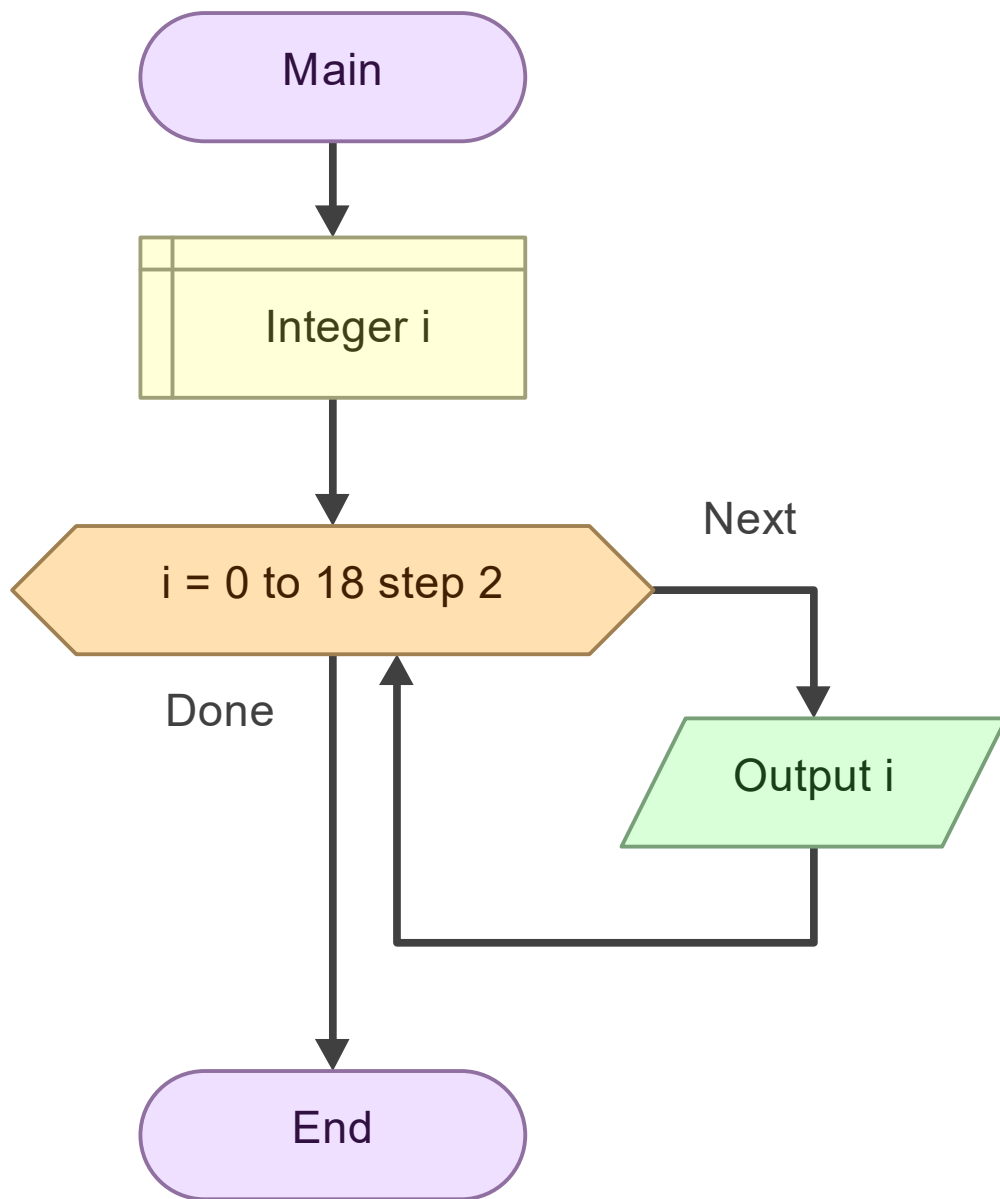 Main
Integer i
i = 0 to 18 step 2
Next
Done
Output i
End